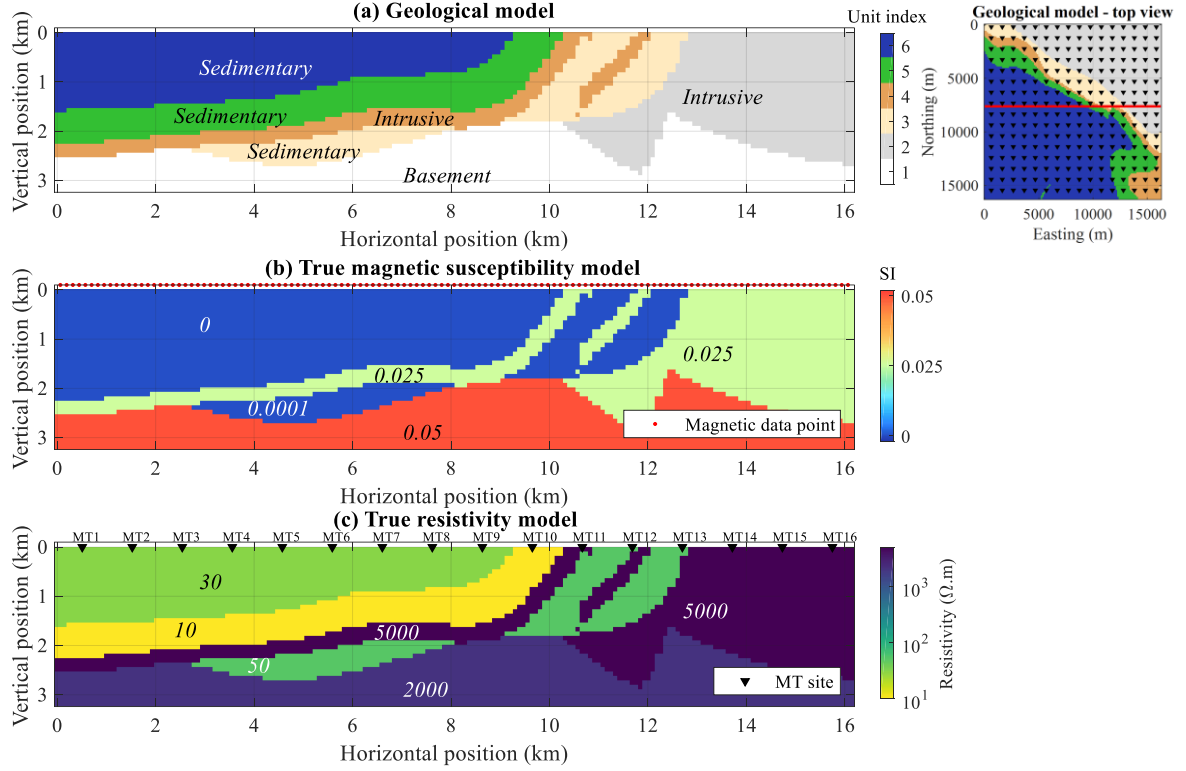 (a) Geological model
Vertical position (km)
0
1
2
3
Sedimentary
Sedimentary
Intrusive
Sedimentary
Basement
Intrusive
0 2 4 6 8 10 12 14 16
Horizontal position (km)
Unit index
6
5
4
3
2
1
Geological model - top view
Northing (m)
0
5000
10000
15000
0 5000 10000 15000
Easting (m)
(b) True magnetic susceptibility model
Vertical position (km)
0
1
2
3
0
0.025
0.0001
0.05
0.025
Magnetic data point
0 2 4 6 8 10 12 14 16
Horizontal position (km)
SI
0.05
0.025
0
(c) True resistivity model
MT1 MT2 MT3 MT4 MT5 MT6 MT7 MT8 MT9 MT10 MT11 MT12 MT13 MT14 MT15 MT16
Vertical position (km)
0
1
2
3
30
10
5000
50
2000
5000
MT site
0 2 4 6 8 10 12 14 16
Horizontal position (km)
10³
10²
10¹
Resistivity (Ω.m)